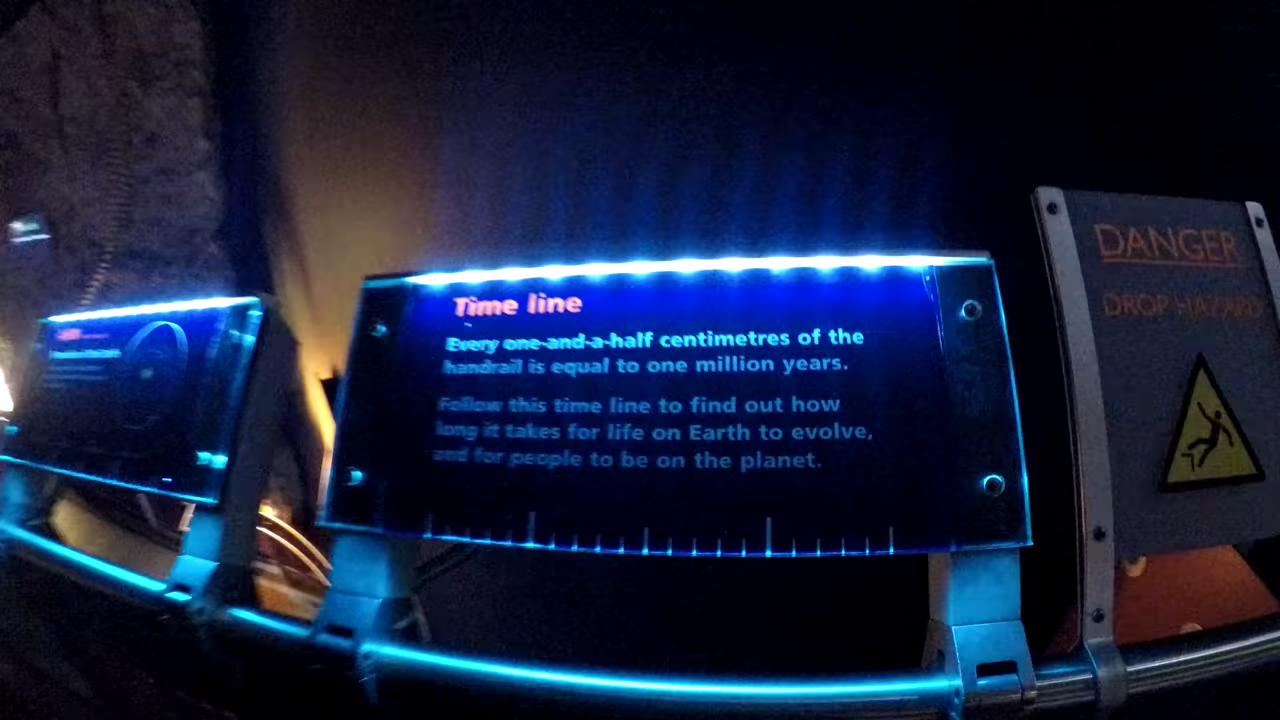 Time line
Every one-and-a-half centimetres of the
handrail is equal to one million years.
Follow this time line to find out how
long it takes for life on Earth to evolve,
and for people to be on the planet.
DANGER
DROP HAZARD